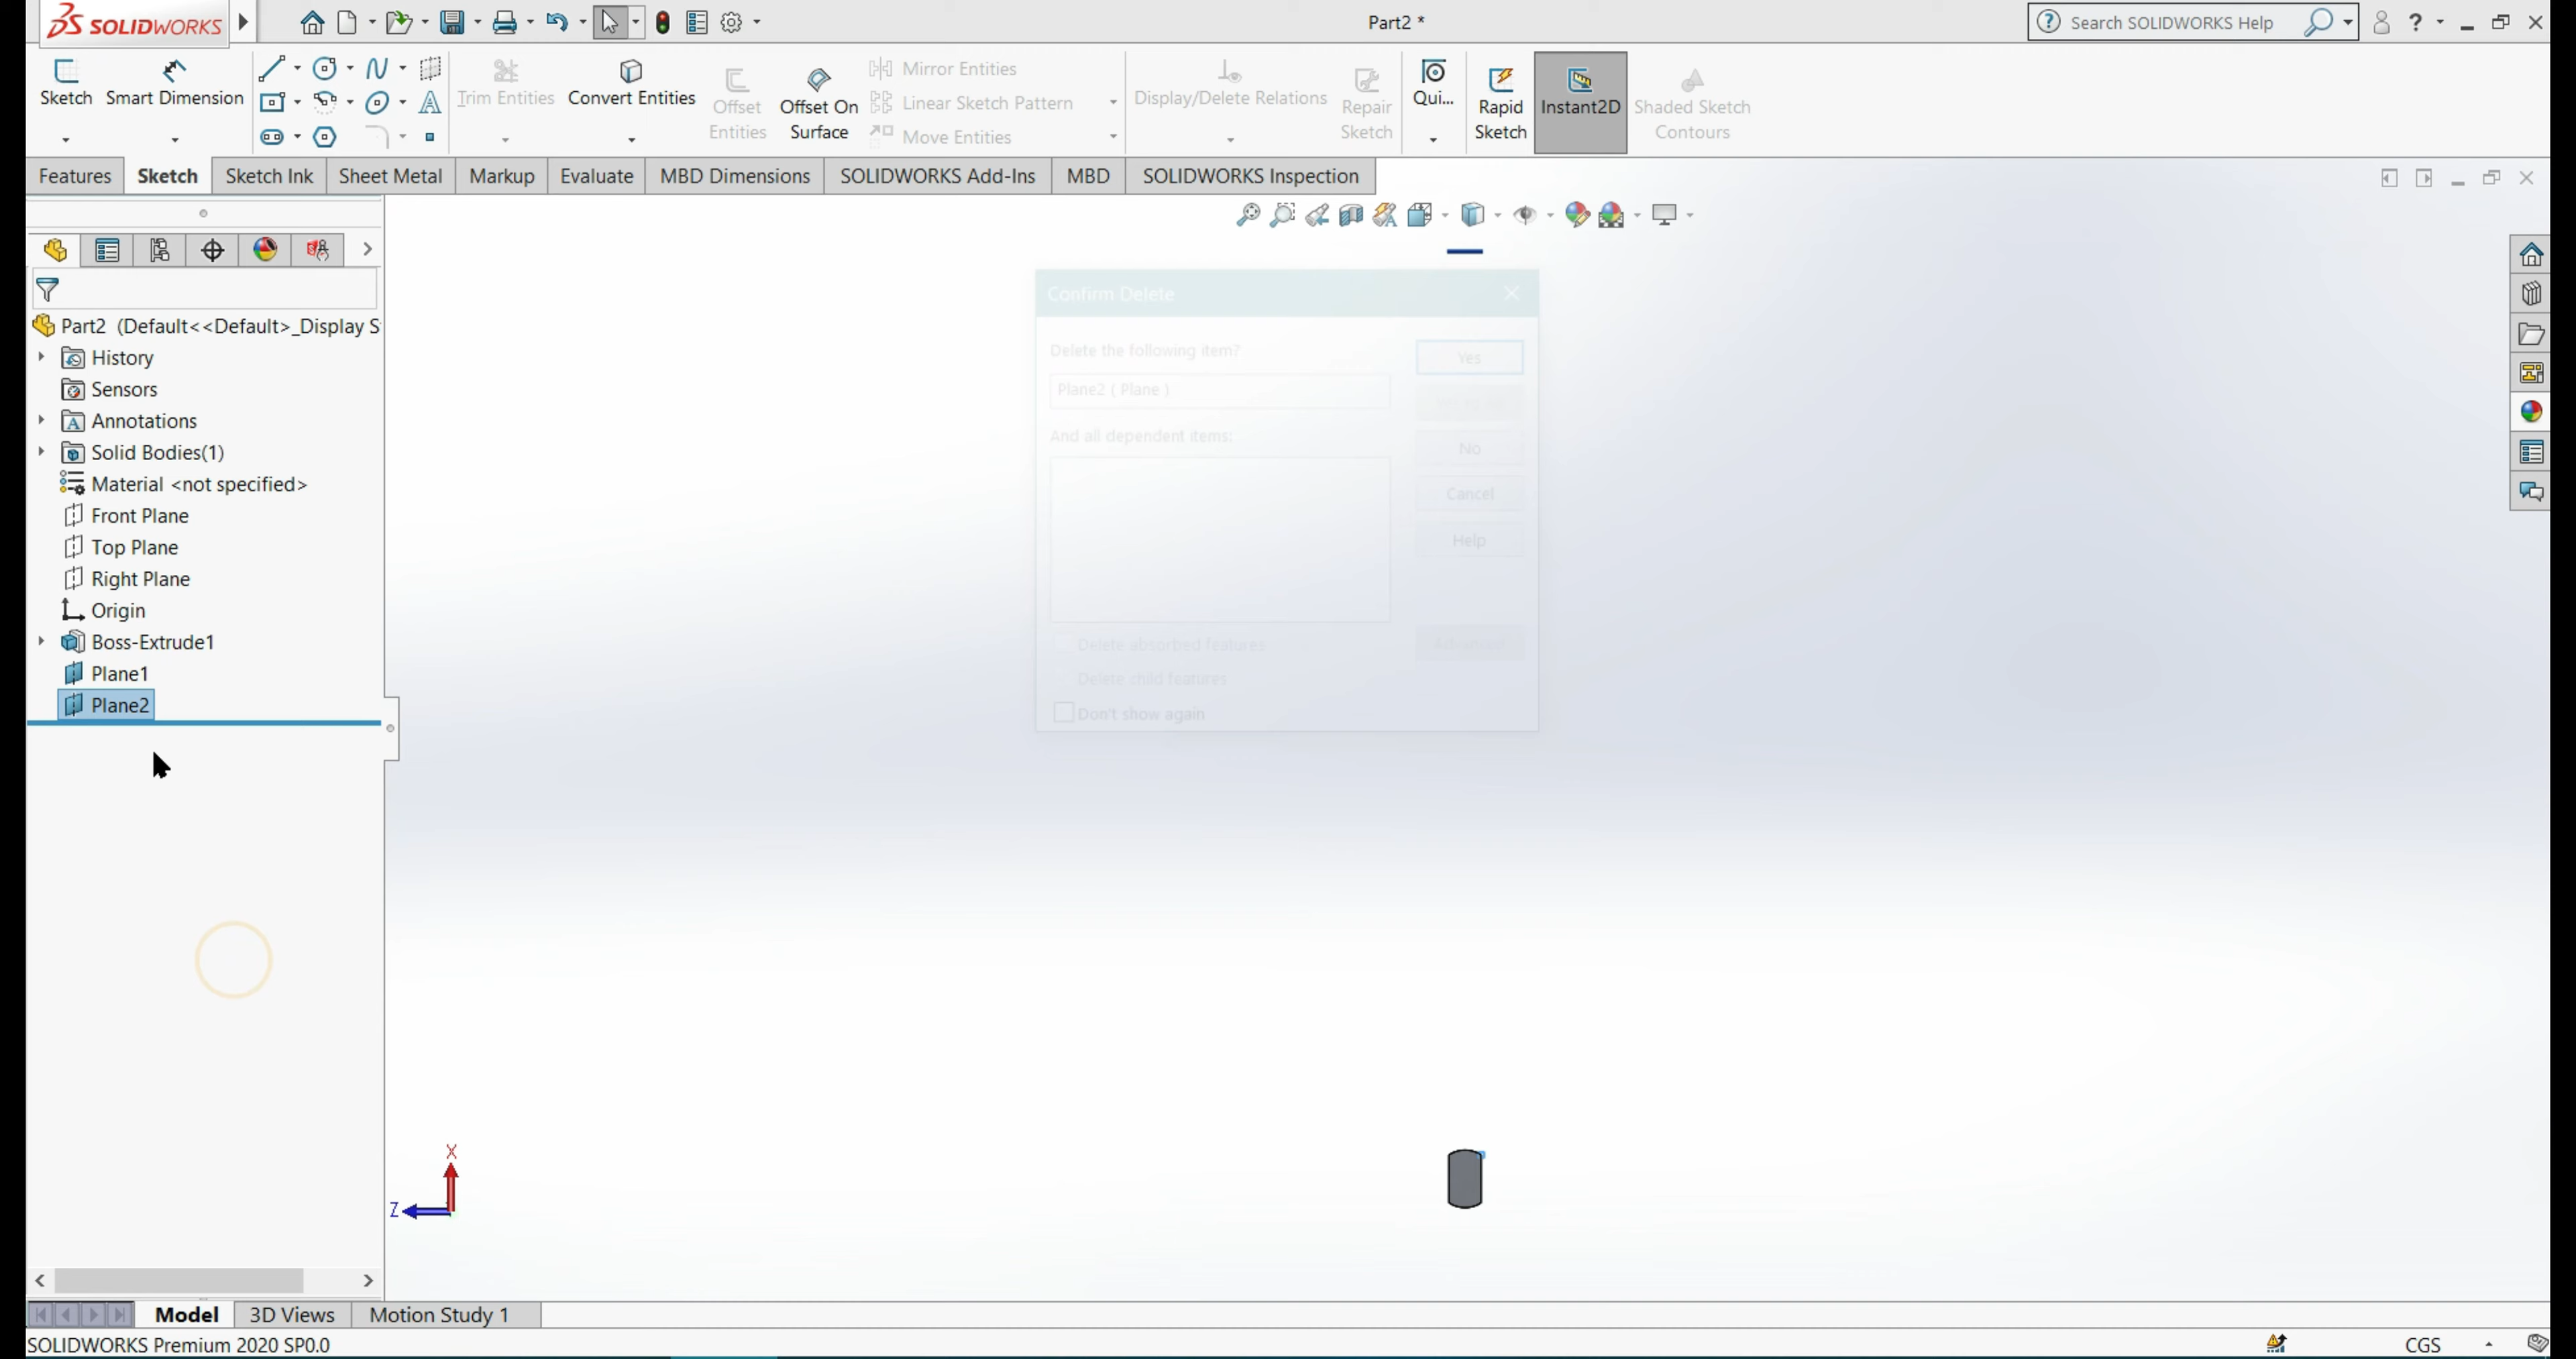 SOLIDWORKS
Part2 *
Search SOLIDWORKS Help
Sketch
Smart Dimension
Trim Entities
Convert Entities
Offset
Entities
Offset On
Surface
Mirror Entities
Linear Sketch Pattern
Move Entities
Display/Delete Relations
Repair
Sketch
Qui...
Rapid
Sketch
Instant2D
Shaded Sketch
Contours
Features
Sketch
Sketch Ink
Sheet Metal
Markup
Evaluate
MBD Dimensions
SOLIDWORKS Add-Ins
MBD
SOLIDWORKS Inspection
Part2 (Default<<Default>_Display S
History
Sensors
Annotations
Solid Bodies(1)
Material <not specified>
Front Plane
Top Plane
Right Plane
Origin
Boss-Extrude1
Plane1
Plane2
Confirm Delete
Delete the following item?
Plane2 ( Plane )
And all dependent items:
Yes
No
Cancel
Help
Delete absorbed features
Delete child features
Don't show again
X
Z
Model
3D Views
Motion Study 1
SOLIDWORKS Premium 2020 SP0.0
CGS